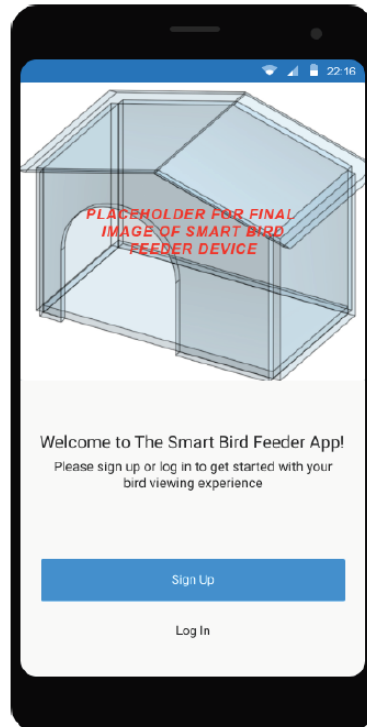 22:16
PLACEHOLDER FOR FINAL
IMAGE OF SMART BIRD
FEEDER DEVICE
Welcome to The Smart Bird Feeder App!
Please sign up or log in to get started with your
bird viewing experience
Sign Up
Log In